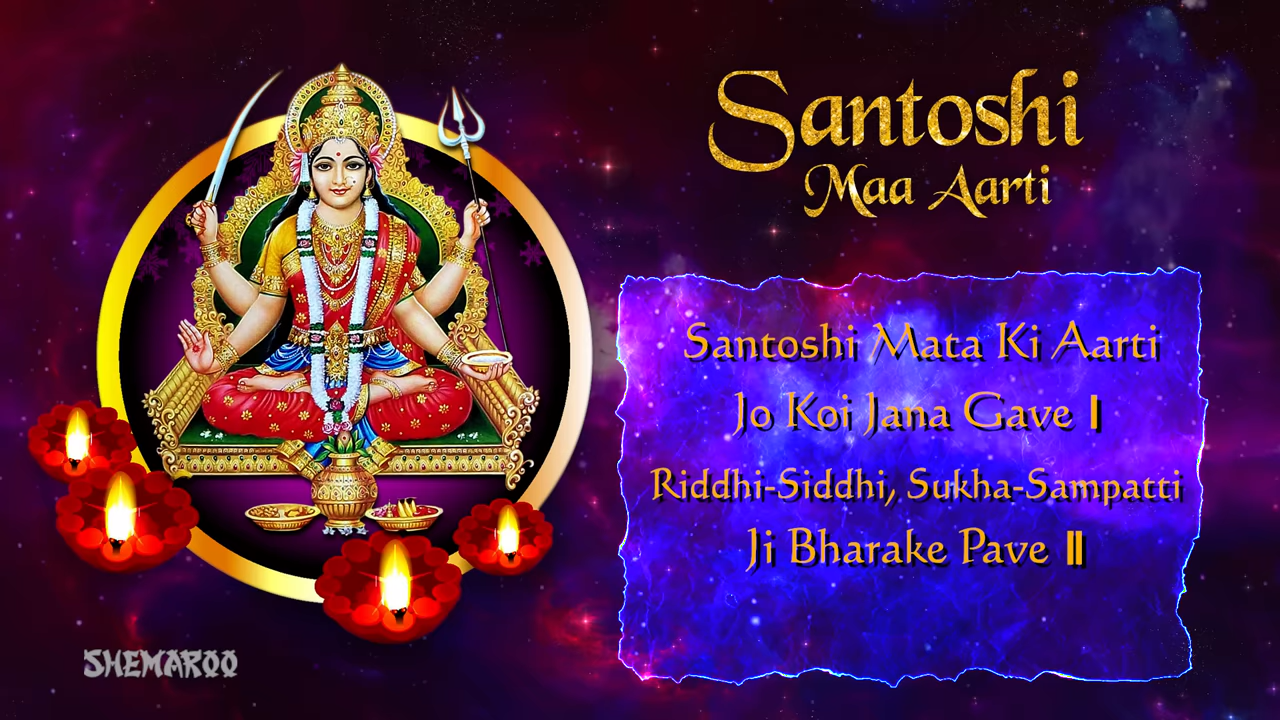 Santoshi
Maa Aarti
Santoshi Mata Ki Aarti
Jo Koi Jana Gave ।
Riddhi-Siddhi, Sukha-Sampatti
Ji Bharake Pave ॥
SHEMAROO